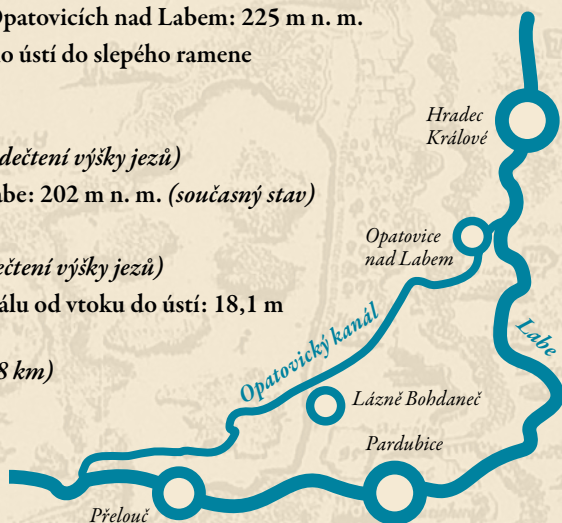 Opatovicích nad Labem: 225 m n. m.
o ústí do slepého ramene
dečtení výšky jezů)
abe: 202 m n. m. (současný stav)
ečtení výšky jezů)
álu od vtoku do ústí: 18,1 m
8 km)
Hradec
Králové
Opatovice
nad Labem
Opatovický kanál
Labe
Lázně Bohdaneč
Pardubice
Přelouč